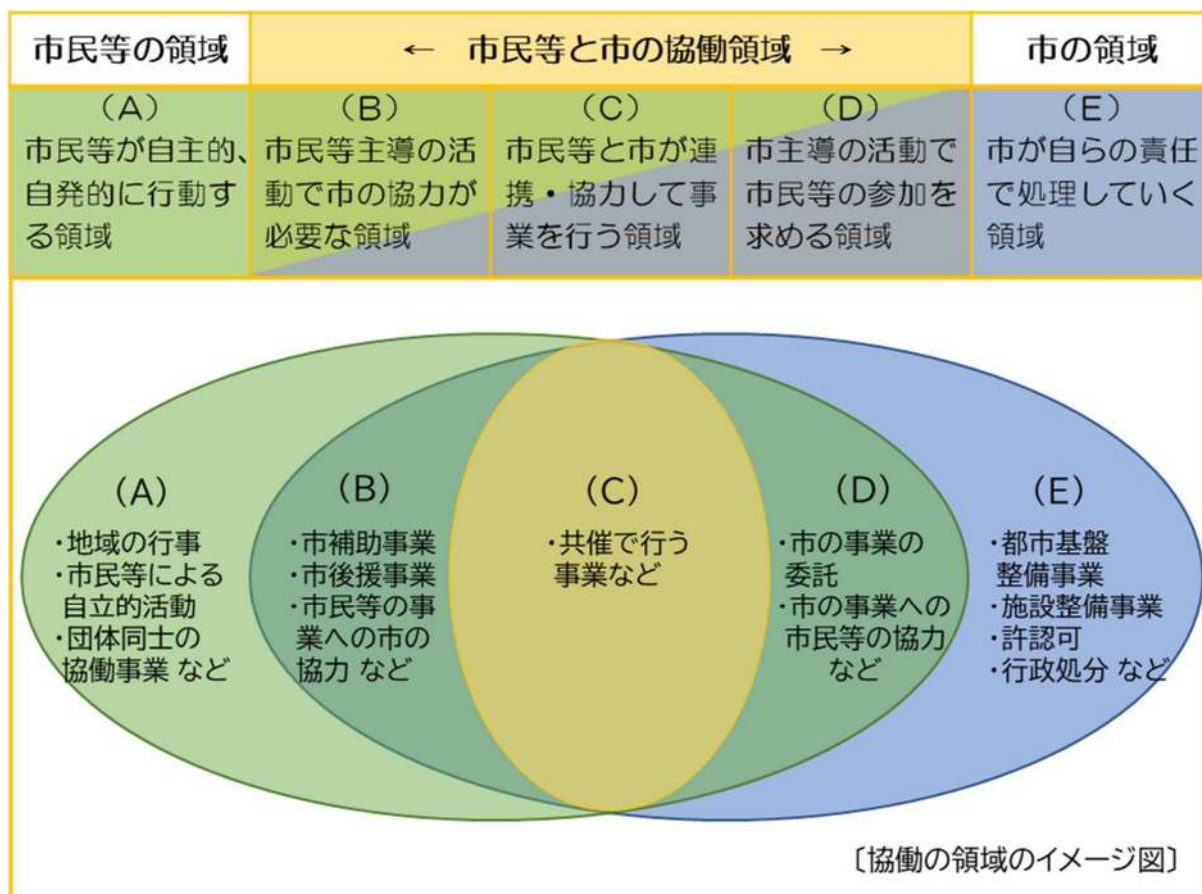 市民等の領域
← 市民等と市の協働領域 →
市の領域
（A）
市民等が自主的、
自発的に行動す
る領域
（B）
市民等主導の活
動で市の協力が
必要な領域
（C）
市民等と市が連
携・協力して事
業を行う領域
（D）
市主導の活動で
市民等の参加を
求める領域
（E）
市が自らの責任
で処理していく
領域
（A）
・地域の行事
・市民等による
自立的活動
・団体同士の
協働事業 など
（B）
・市補助事業
・市後援事業
・市民等の事
業への市の
協力 など
（C）
・共催で行う
事業など
（D）
・市の事業の
委託
・市の事業への
市民等の協力
など
（E）
・都市基盤
整備事業
・施設整備事業
・許認可
・行政処分 など
〔協働の領域のイメージ図〕